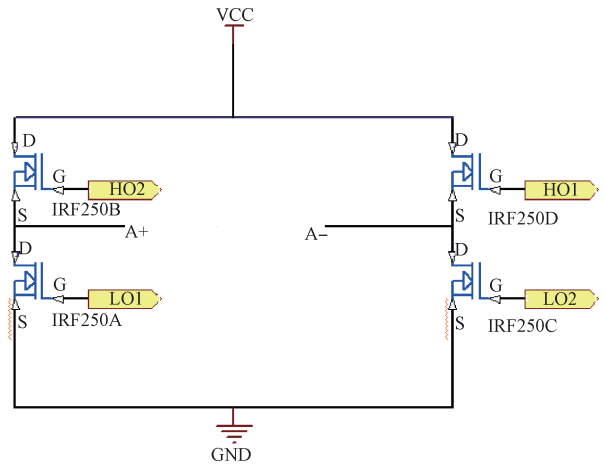 VCC
D
D
G
HO2
G
HO1
S
IRF250B
S
IRF250D
A+
A−
D
D
G
LO1
G
LO2
S
IRF250A
S
IRF250C
GND